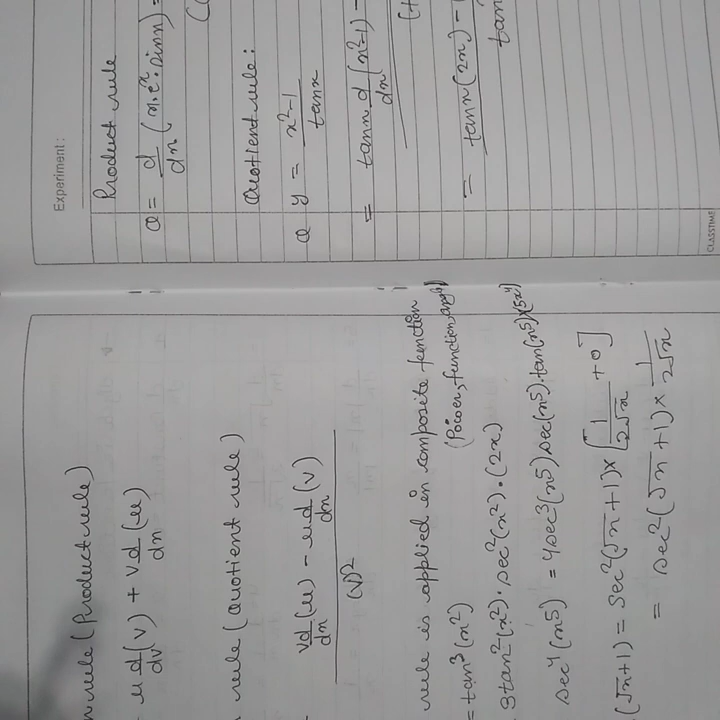 n rule (Product rule)
u d/dv (v) + v d/dx (u)
rule (Quotient rule)
v d/dx (u) - u d/dx (v)
(v)²
rule is applied in composite function
(Power, function, angle)
= tan³(x²)
3tan²(x²)・sec²(x²)・(2x)
sec⁴(x5) = 4sec³(x5) sec(x5)・tan(x5)×(5x⁴)
(√x+1) = sec²(√x+1)×[1/2√x + 0]
= sec²(√x+1)× 1/2√x
Experiment :
Product rule
Q = d/dx (x・eˣ・sinx) =
Quotient rule :
Q y = x²-1/tanx
= tanx d/dx (x²-1) -
= tanx (2x) -
tan
CLASSTIME